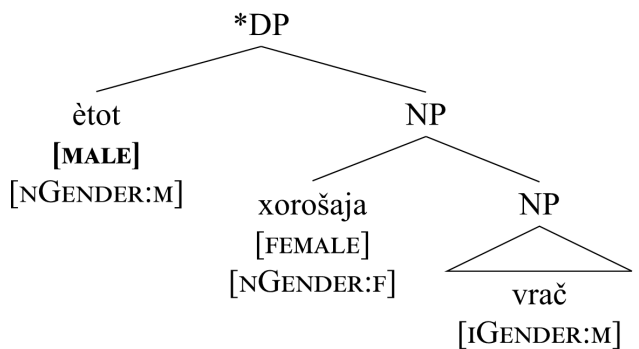 *DP
ètot
[MALE]
[NGENDER:M]
NP
xorošaja
[FEMALE]
[NGENDER:F]
NP
vrač
[IGENDER:M]